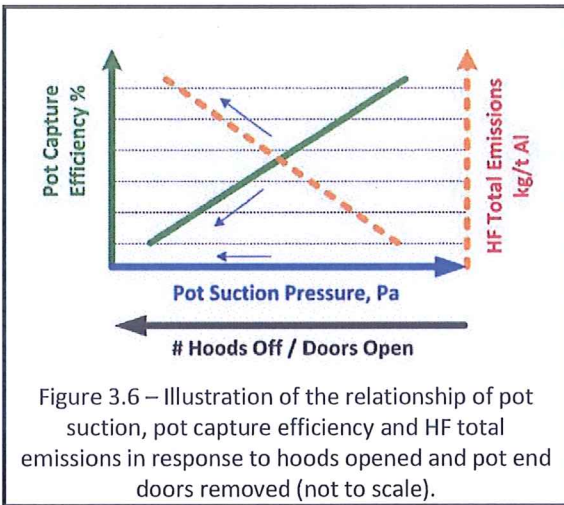 Pot Capture
Efficiency %
HF Total Emissions
kg/t Al
Pot Suction Pressure, Pa
# Hoods Off / Doors Open
Figure 3.6 – Illustration of the relationship of pot
suction, pot capture efficiency and HF total
emissions in response to hoods opened and pot end
doors removed (not to scale).